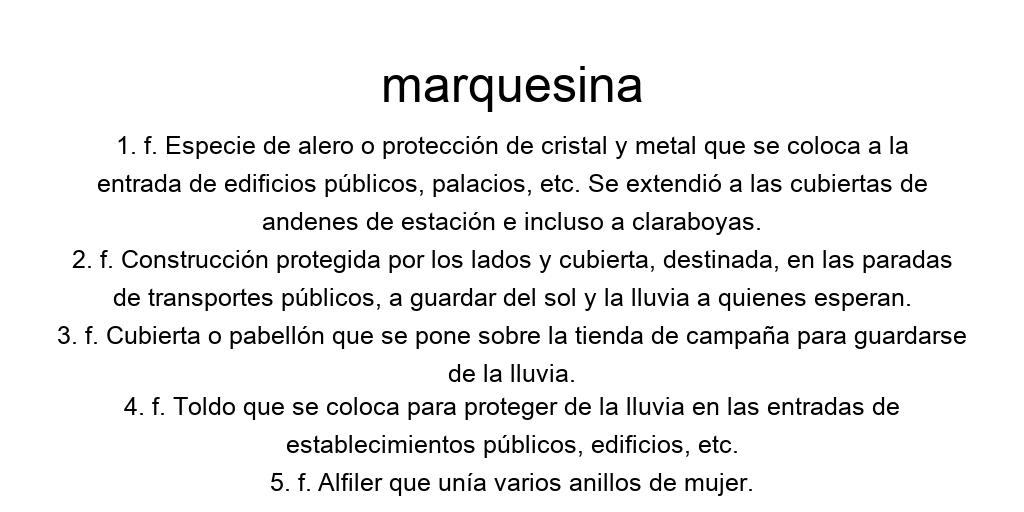 marquesina
1. f. Especie de alero o protección de cristal y metal que se coloca a la
entrada de edificios públicos, palacios, etc. Se extendió a las cubiertas de
andenes de estación e incluso a claraboyas.
2. f. Construcción protegida por los lados y cubierta, destinada, en las paradas
de transportes públicos, a guardar del sol y la lluvia a quienes esperan.
3. f. Cubierta o pabellón que se pone sobre la tienda de campaña para guardarse
de la lluvia.
4. f. Toldo que se coloca para proteger de la lluvia en las entradas de
establecimientos públicos, edificios, etc.
5. f. Alfiler que unía varios anillos de mujer.